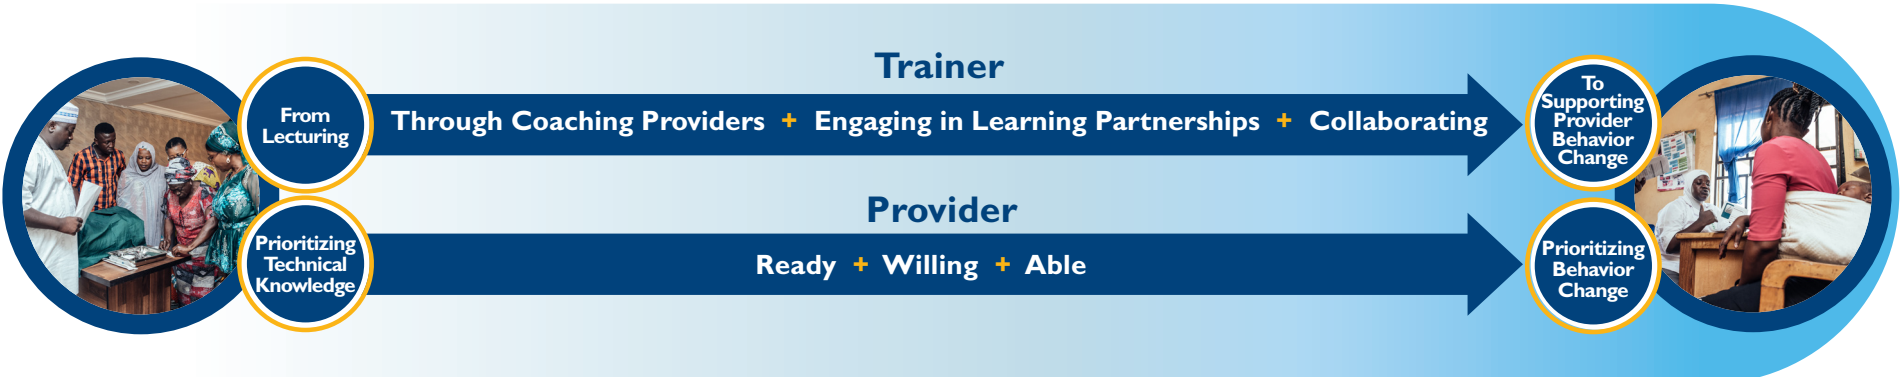 Trainer
From
Lecturing
Through Coaching Providers + Engaging in Learning Partnerships + Collaborating
To
Supporting
Provider
Behavior
Change
Provider
Prioritizing
Technical
Knowledge
Ready + Willing + Able
Prioritizing
Behavior
Change